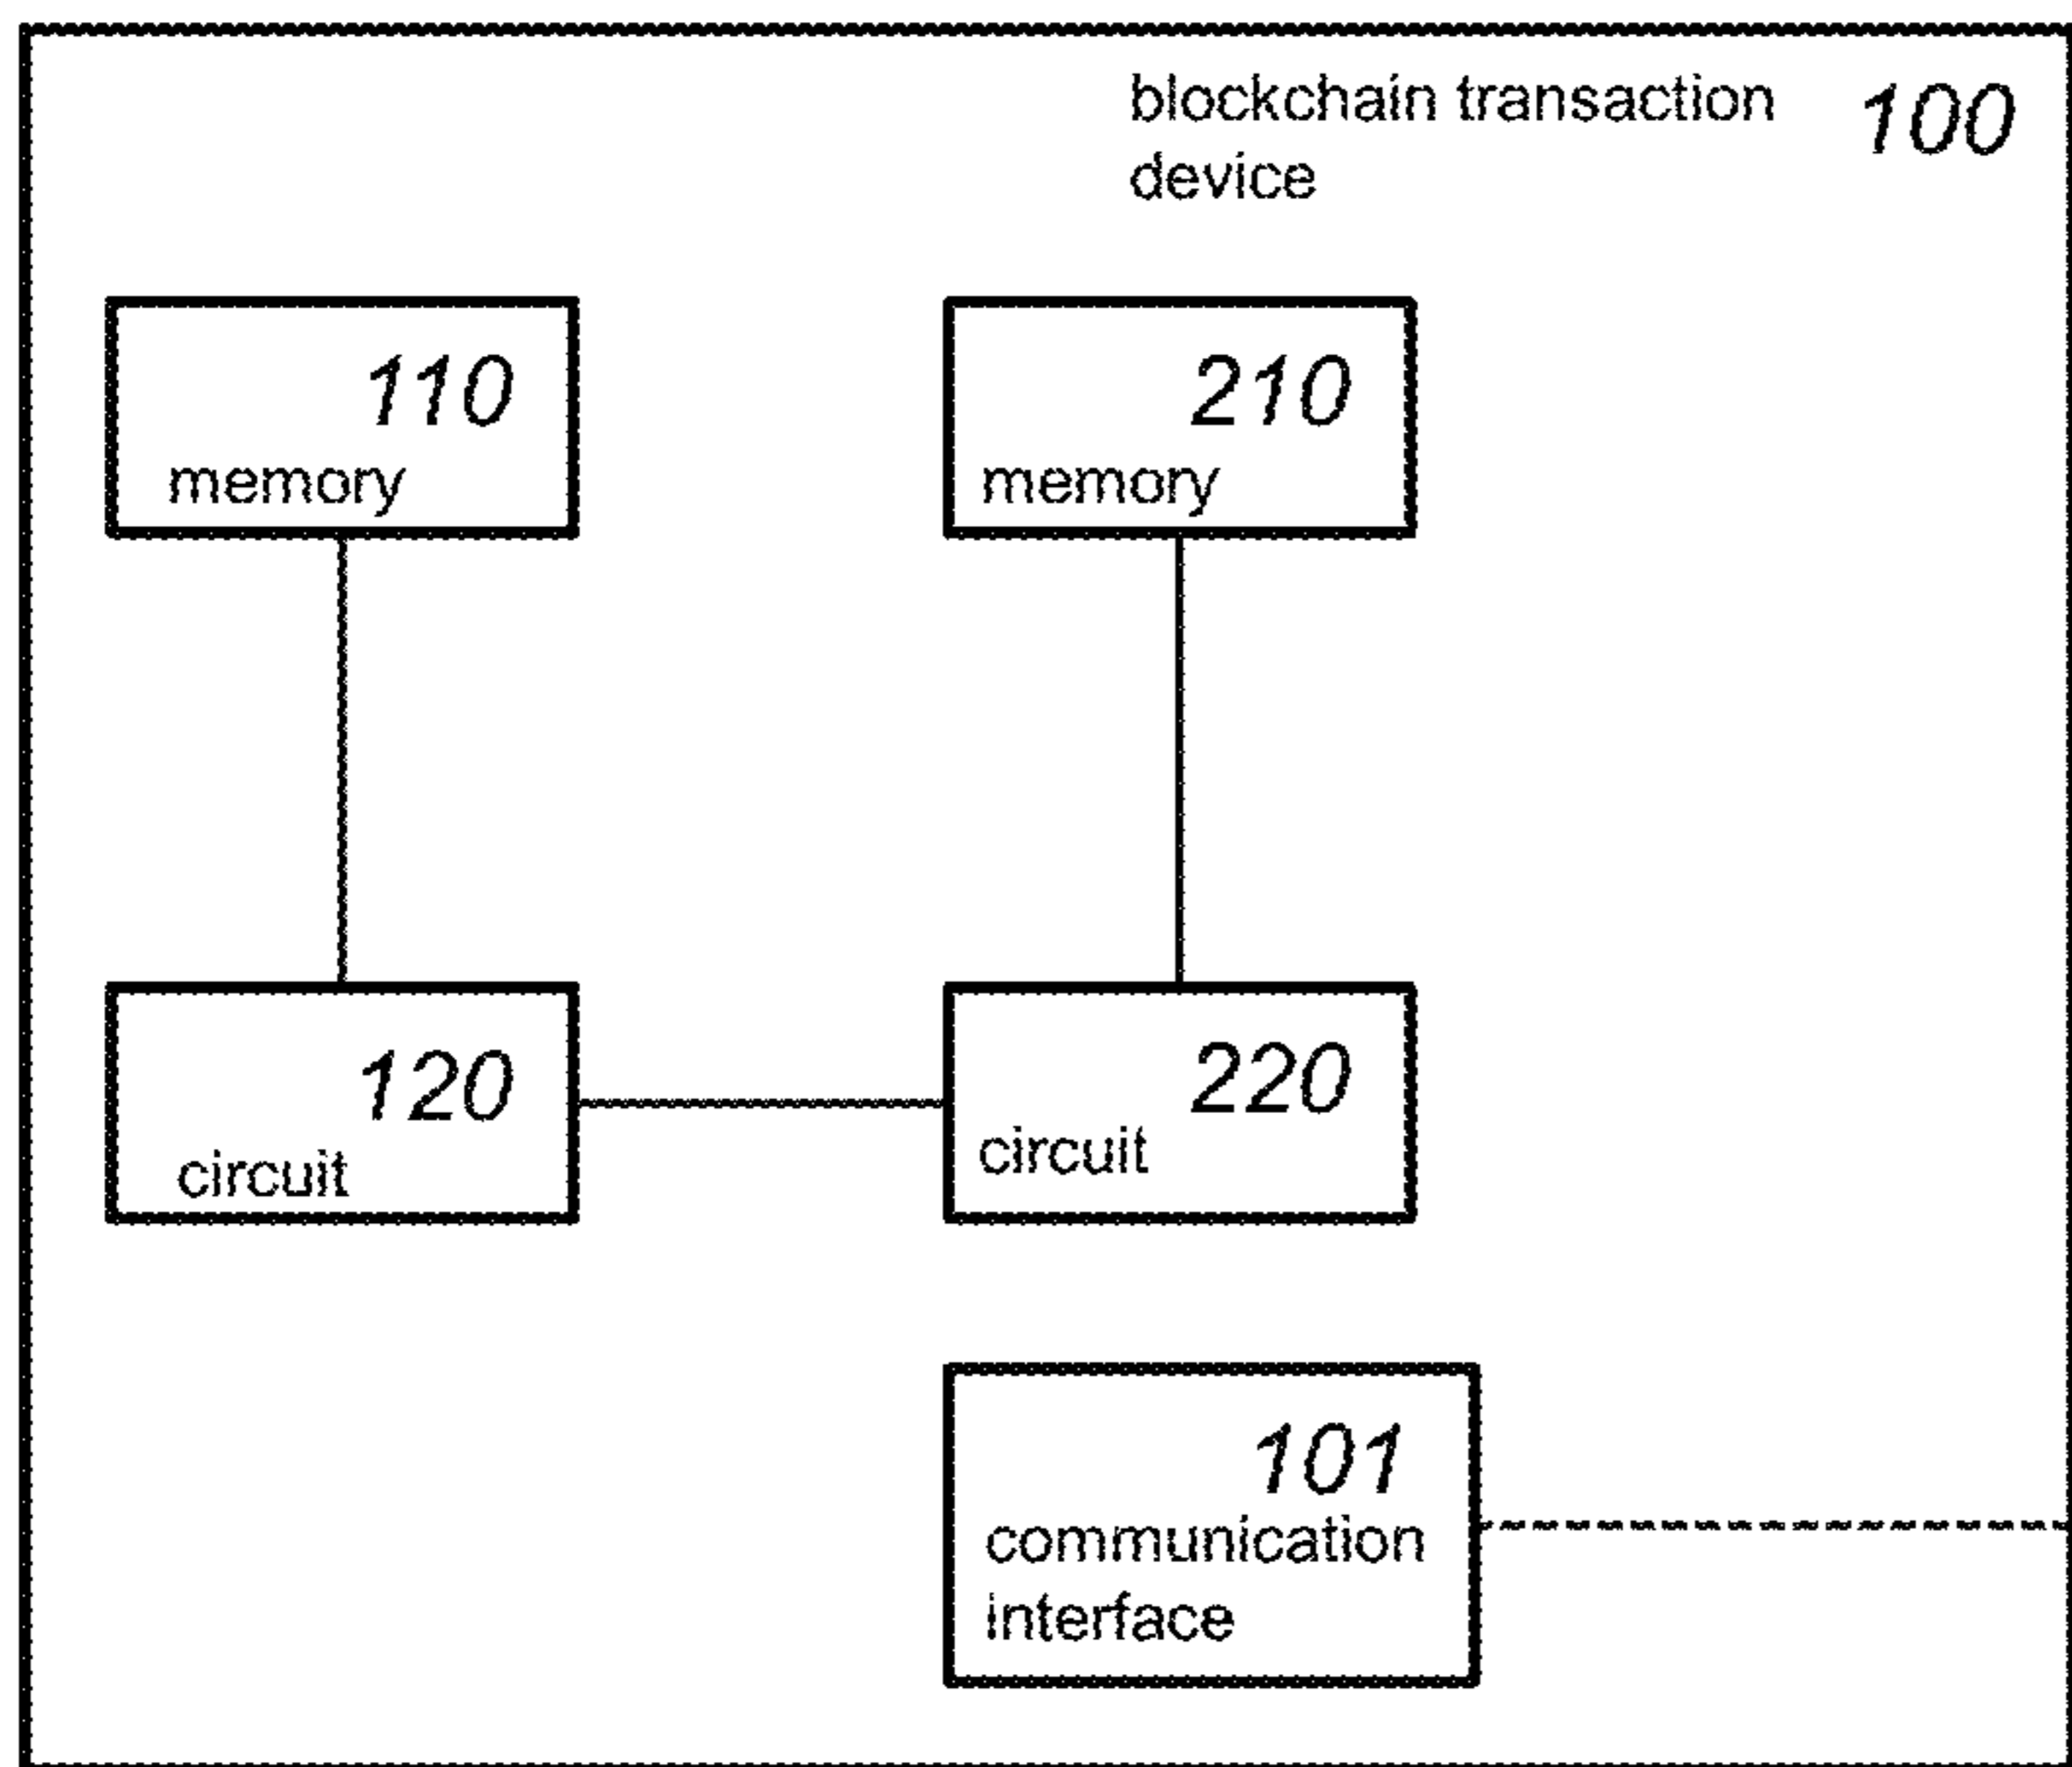 blockchain transaction 100
device
110
memory
210
memory
120
circuit
220
circuit
101
communication
interface